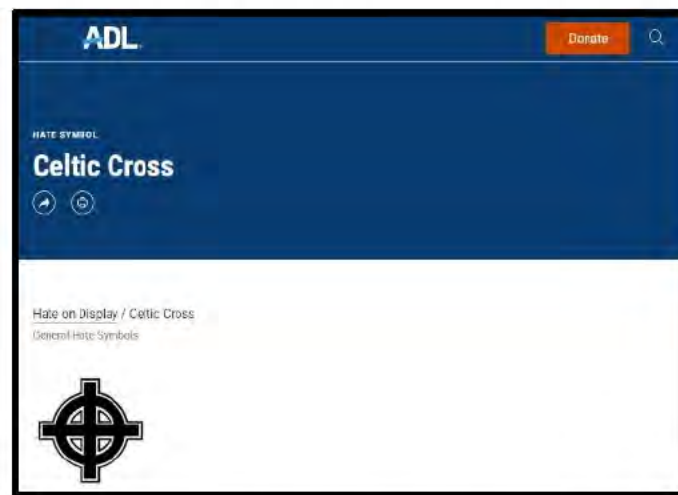 ADL
Donate
HATE SYMBOL
Celtic Cross
Hate on Display / Celtic Cross
General Hate Symbols